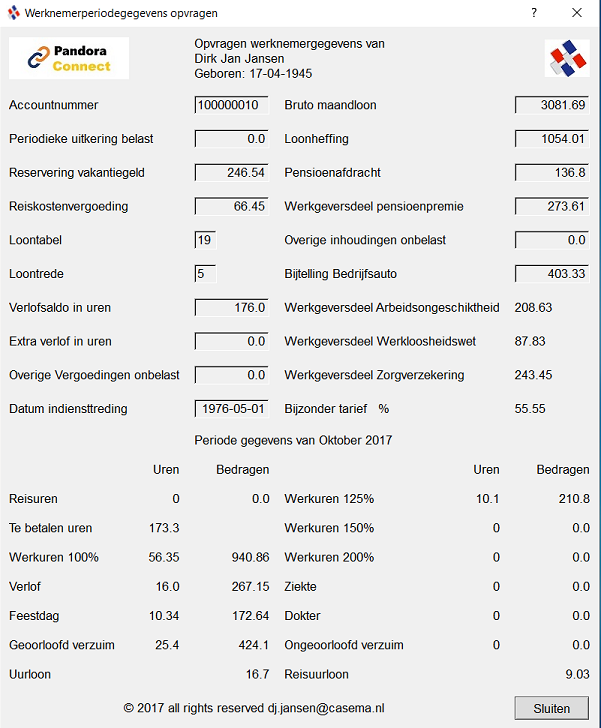 Werknemerperiodegegevens opvragen ?
Pandora
Connect
Opvragen werknemergegevens van
Dirk Jan Jansen
Geboren: 17-04-1945
Accountnummer 100000010 Bruto maandloon 3081.69
Periodieke uitkering belast 0.0 Loonheffing 1054.01
Reservering vakantiegeld 246.54 Pensioenafdracht 136.8
Reiskostenvergoeding 66.45 Werkgeversdeel pensioenpremie 273.61
Loontabel 19 Overige inhoudingen onbelast 0.0
Loontrede 5 Bijtelling Bedrijfsauto 403.33
Verlofsaldo in uren 176.0 Werkgeversdeel Arbeidsongeschiktheid 208.63
Extra verlof in uren 0.0 Werkgeversdeel Werkloosheidswet 87.83
Overige Vergoedingen onbelast 0.0 Werkgeversdeel Zorgverzekering 243.45
Datum indiensttreding 1976-05-01 Bijzonder tarief % 55.55
Periode gegevens van Oktober 2017
Uren Bedragen Uren Bedragen
Reisuren 0 0.0 Werkuren 125% 10.1 210.8
Te betalen uren 173.3 Werkuren 150% 0 0.0
Werkuren 100% 56.35 940.86 Werkuren 200% 0 0.0
Verlof 16.0 267.15 Ziekte 0 0.0
Feestdag 10.34 172.64 Dokter 0 0.0
Georloofd verzuim 25.4 424.1 Ongeoorloofd verzuim 0 0.0
Uurloon 16.7 Reisuurloon 9.03
© 2017 all rights reserved dj.jansen@casema.nl Sluiten